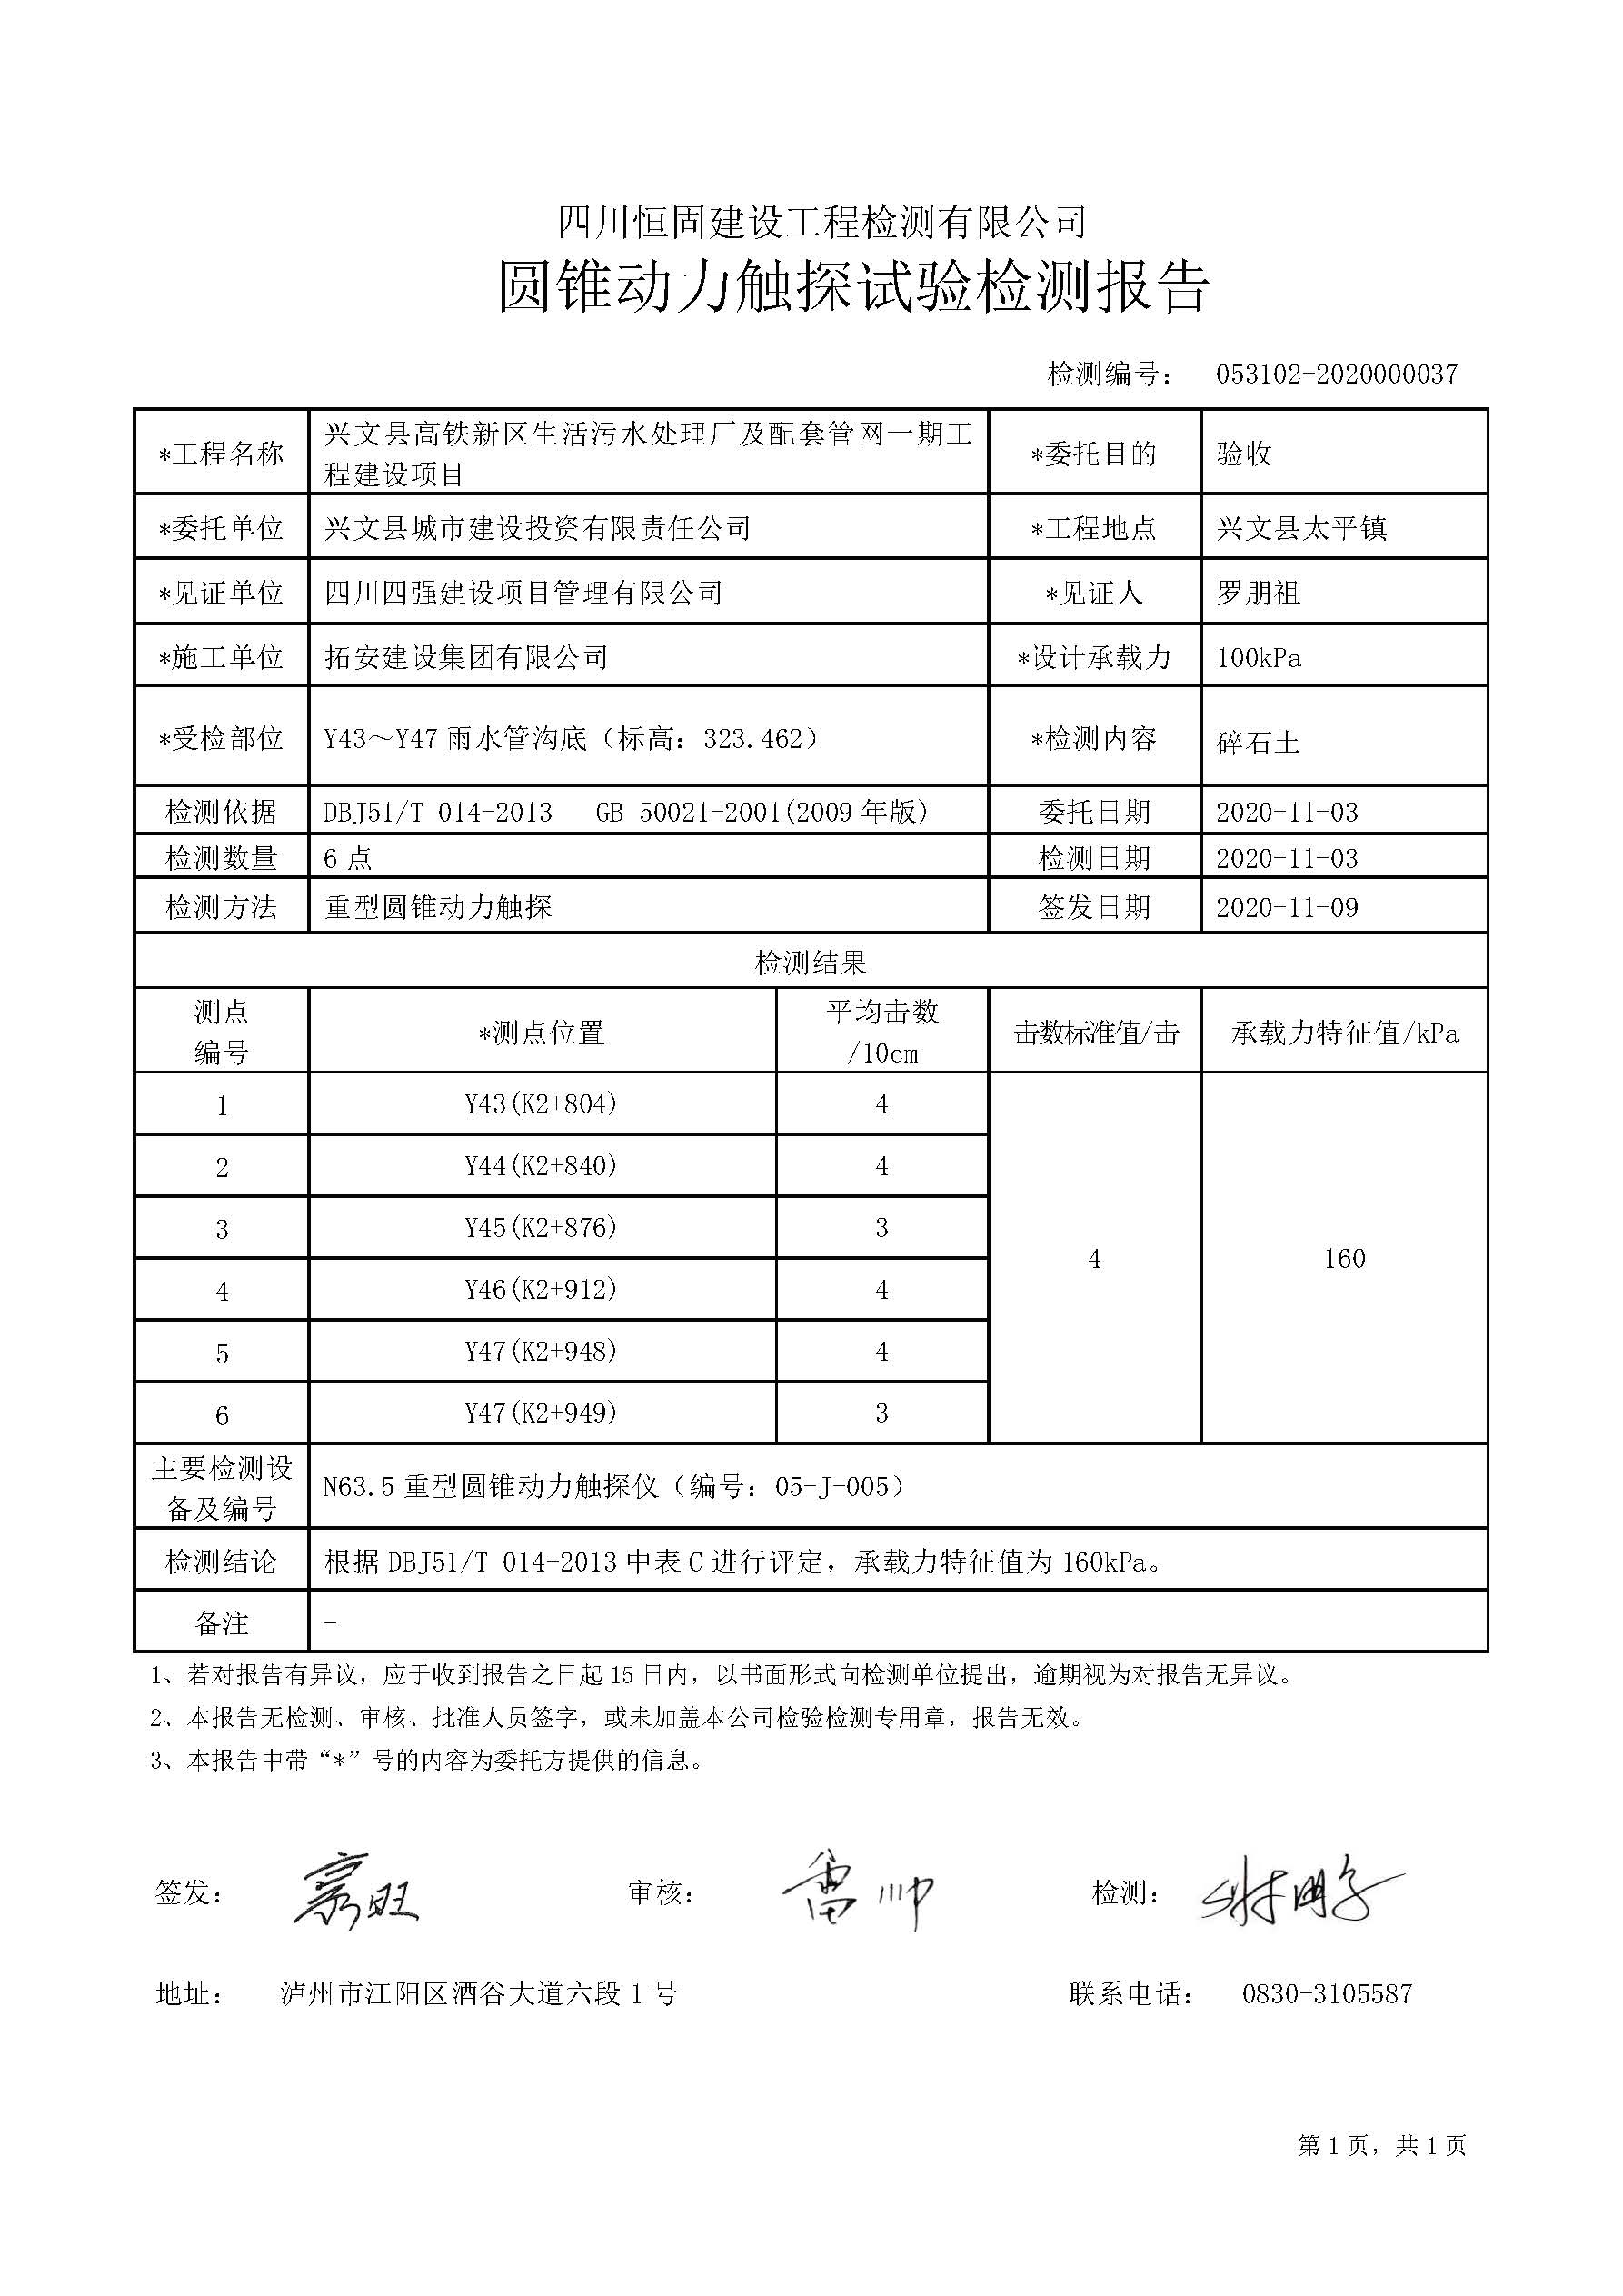 四川恒固建设工程检测有限公司
圆锥动力触探试验检测报告
检测编号： 053102-2020000037
*工程名称 兴文县高铁新区生活污水处理厂及配套管网一期工程建设项目 *委托目的 验收
*委托单位 兴文县城市建设投资有限责任公司 *工程地点 兴文县太平镇
*见证单位 四川四强建设项目管理有限公司 *见证人 罗朋祖
*施工单位 拓安建设集团有限公司 *设计承载力 100kPa
*受检部位 Y43～Y47 雨水管沟底（标高：323.462） *检测内容 碎石土
检测依据 DBJ51/T 014-2013 GB 50021-2001(2009 年版) 委托日期 2020-11-03
检测数量 6 点 检测日期 2020-11-03
检测方法 重型圆锥动力触探 签发日期 2020-11-09
检测结果
测点编号 *测点位置 平均击数/10cm 击数标准值/击 承载力特征值/kPa
1 Y43(K2+804) 4
2 Y44(K2+840) 4
3 Y45(K2+876) 3
4 160
4 Y46(K2+912) 4
5 Y47(K2+948) 4
6 Y47(K2+949) 3
主要检测设备及编号 N63.5 重型圆锥动力触探仪（编号：05-J-005）
检测结论 根据 DBJ51/T 014-2013 中表 C 进行评定，承载力特征值为 160kPa。
备注 -
1、若对报告有异议，应于收到报告之日起 15 日内，以书面形式向检测单位提出，逾期视为对报告无异议。
2、本报告无检测、审核、批准人员签字，或未加盖本公司检验检测专用章，报告无效。
3、本报告中带“*”号的内容为委托方提供的信息。
签发： 审核： 雷帅 检测：
地址： 泸州市江阳区酒谷大道六段 1 号 联系电话： 0830-3105587
第 1 页，共 1 页